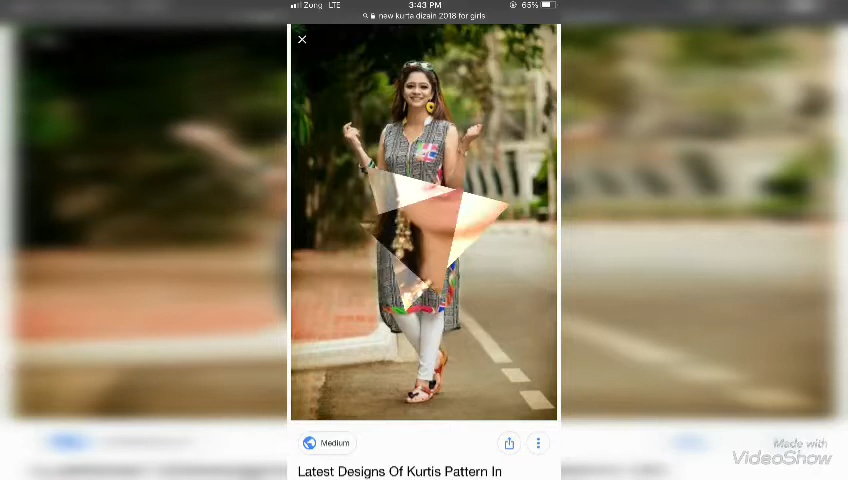 Zong LTE 3:43 PM 65%
new kurta dizain 2018 for girls
Medium
Latest Designs Of Kurtis Pattern In
Made with
VideoShow